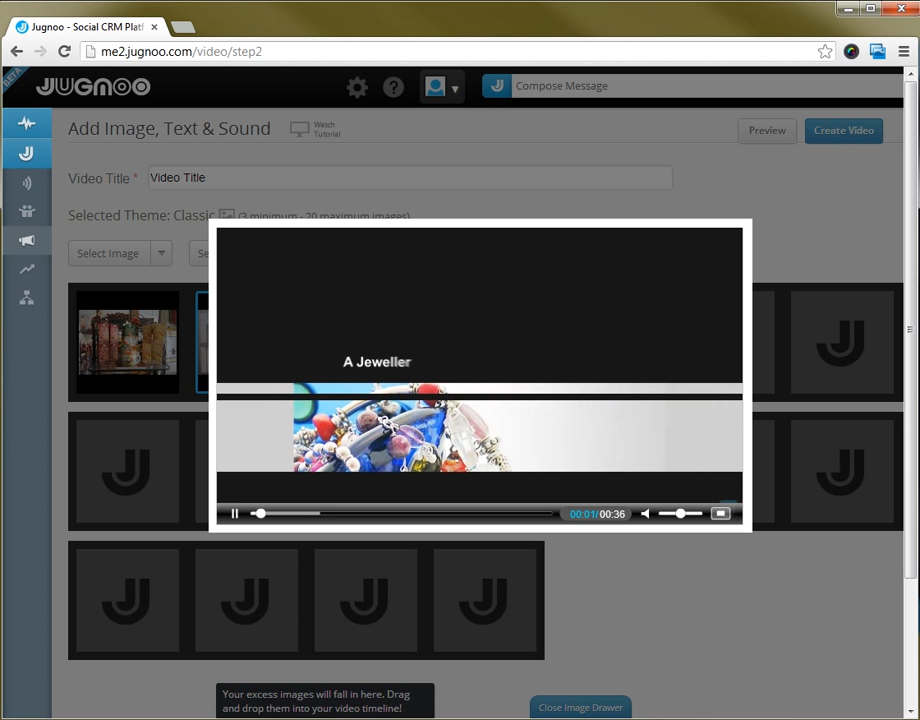 Jugnoo - Social CRM Platf
me2.jugnoo.com/video/step2
BETA
JUGNOO
Compose Message
Add Image, Text & Sound
Watch
Tutorial
Preview
Create Video
Video Title *
Video Title
Selected Theme: Classic
(3 minimum - 20 maximum images)
Select Image
Se
A Jeweller
00:01/00:36
Your excess images will fall in here. Drag
and drop them into your video timeline!
Close Image Drawer